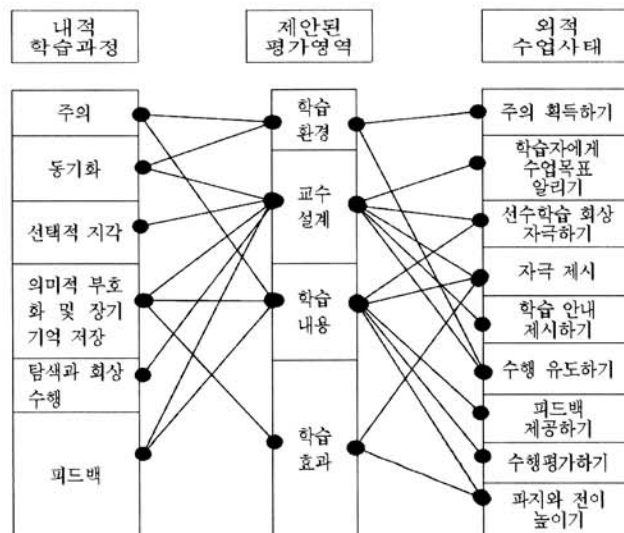 내적
학습과정
제안된
평가영역
외적
수업사태
주의
동기화
선택적 지각
의미적 부호
화 및 장기
기억 저장
탐색과 회상
수행
피드백
학습
환경
교수
설계
학습
내용
학습
효과
주의 획득하기
학습자에게
수업목표
알리기
선수학습 회상
자극하기
자극 제시
학습 안내
제시하기
수행 유도하기
피드백
제공하기
수행평가하기
파지와 전이
높이기